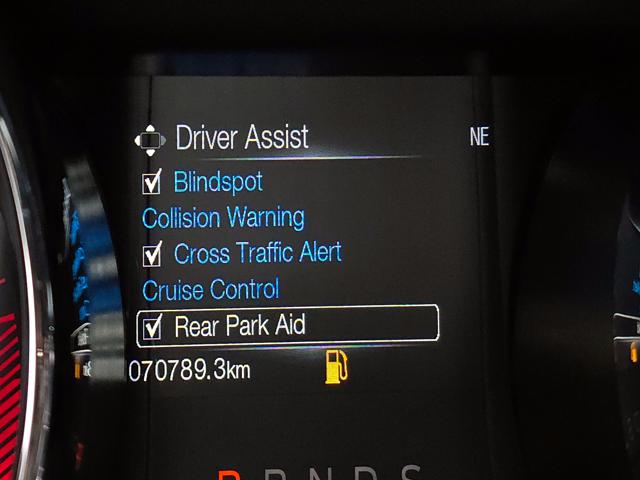 Driver Assist NE
Blindspot
Collision Warning
Cross Traffic Alert
Cruise Control
Rear Park Aid
070789.3km
P R N D S